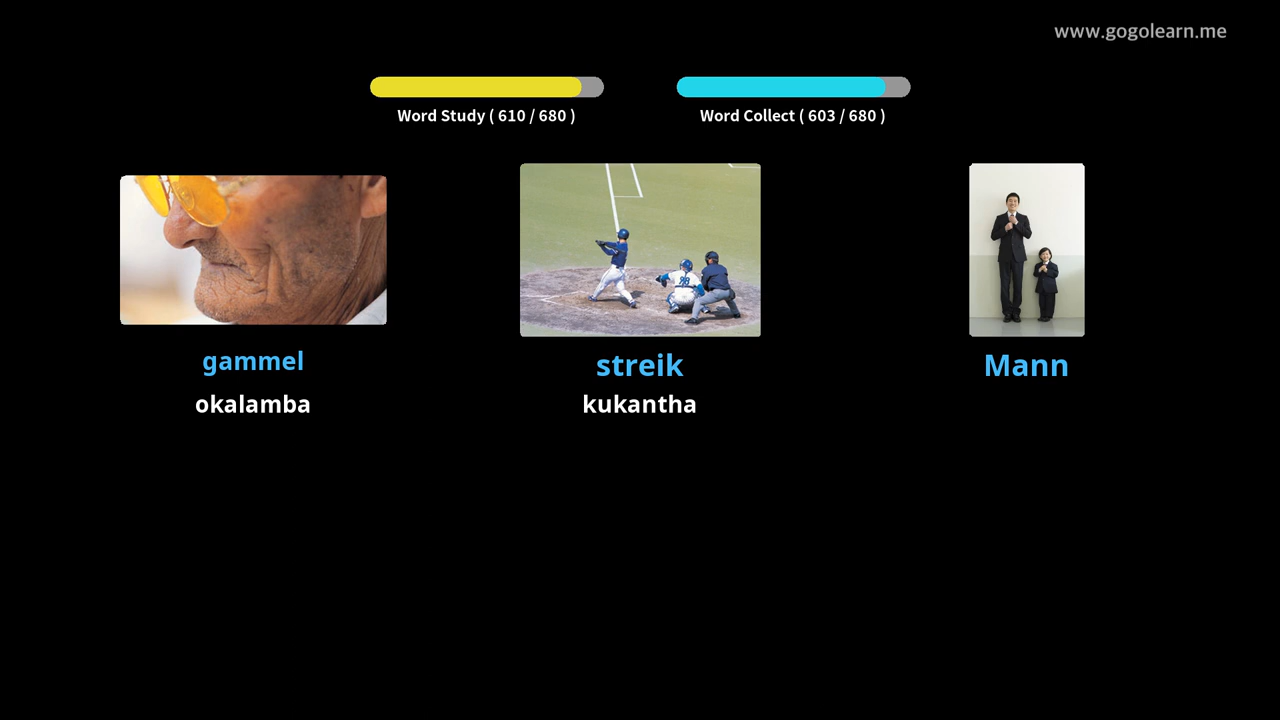 www.gogolearn.me
Word Study ( 610 / 680 )
Word Collect ( 603 / 680 )
gammel
streik
Mann
okalamba
kukantha